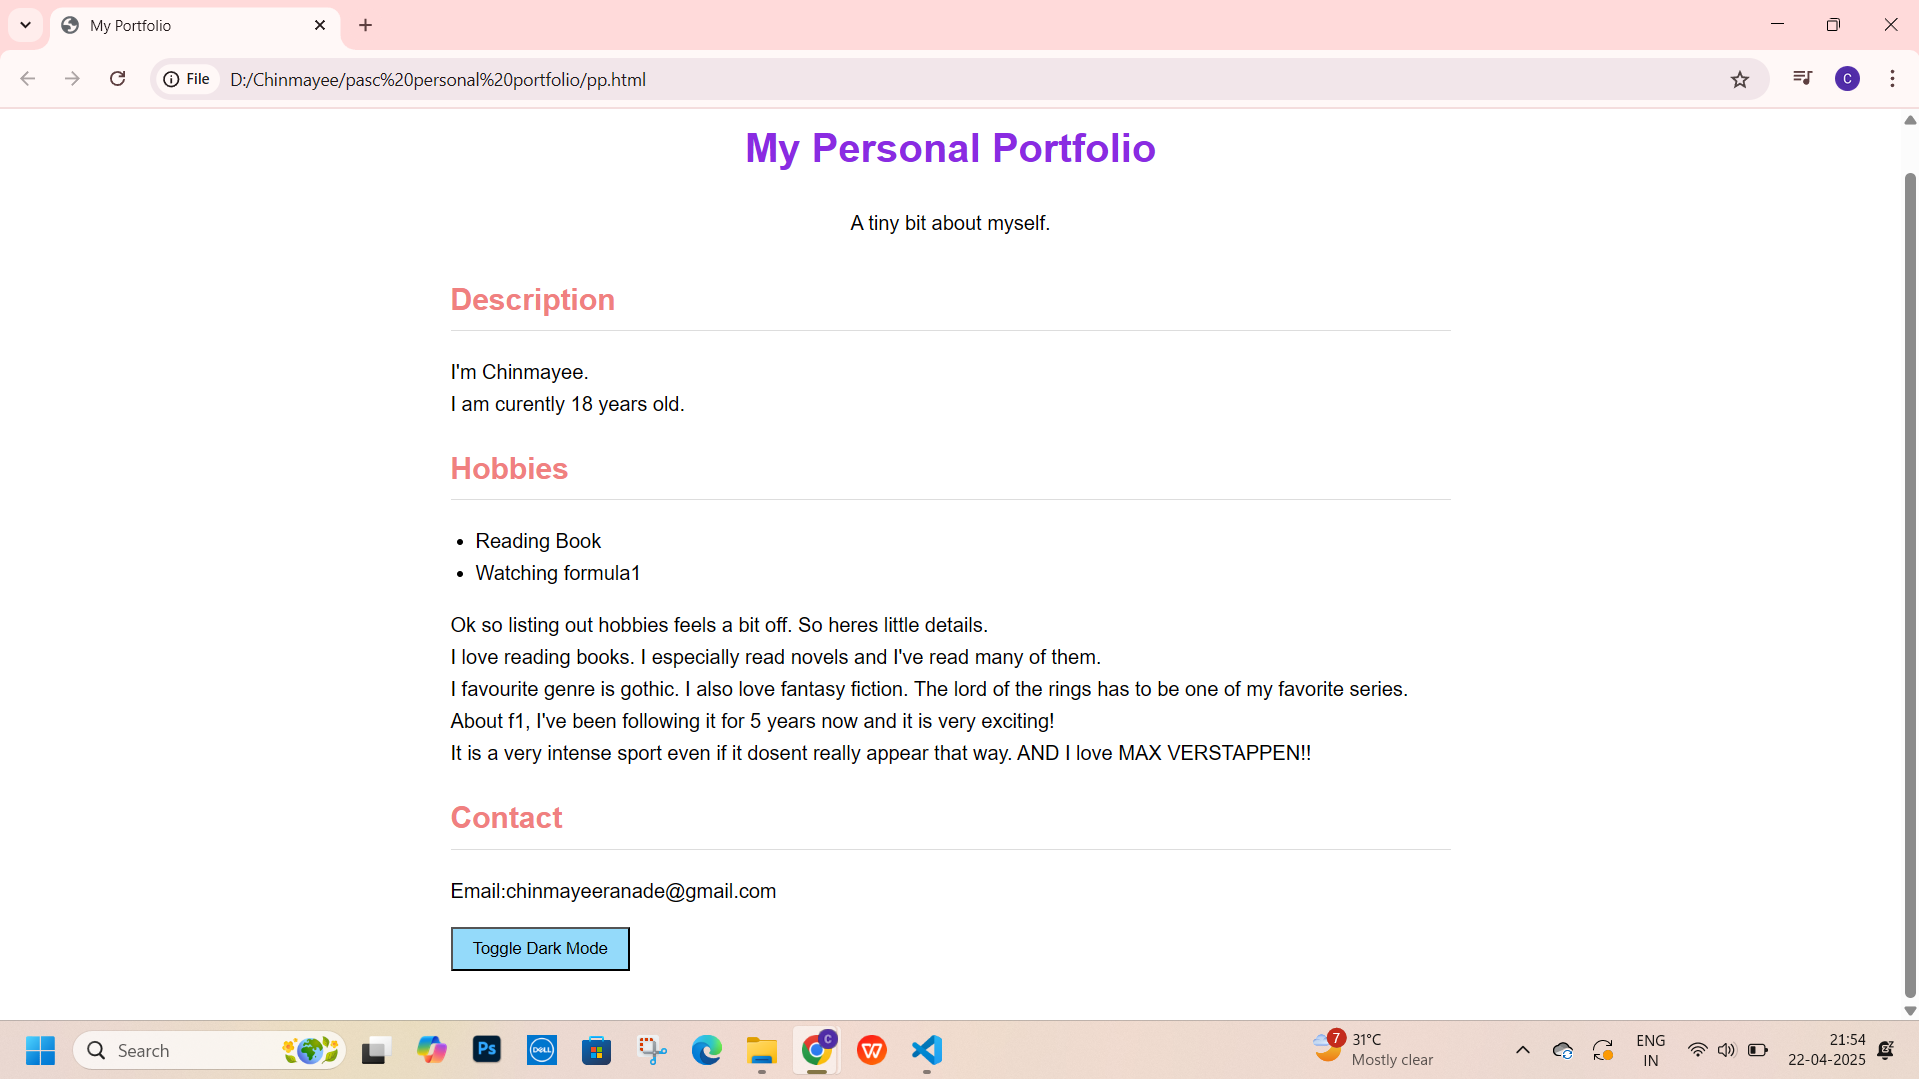 My Portfolio
File
D:/Chinmayee/pasc%20personal%20portfolio/pp.html
C
My Personal Portfolio
A tiny bit about myself.
Description
I'm Chinmayee.
I am curently 18 years old.
Hobbies
Reading Book
Watching formula1
Ok so listing out hobbies feels a bit off. So heres little details.
I love reading books. I especially read novels and I've read many of them.
I favourite genre is gothic. I also love fantasy fiction. The lord of the rings has to be one of my favorite series.
About f1, I've been following it for 5 years now and it is very exciting!
It is a very intense sport even if it dosent really appear that way. AND I love MAX VERSTAPPEN!!
Contact
Email:chinmayeeranade@gmail.com
Toggle Dark Mode
Search
Ps
DELL
C
W
7
31°C
Mostly clear
ENG
IN
21:54
22-04-2025